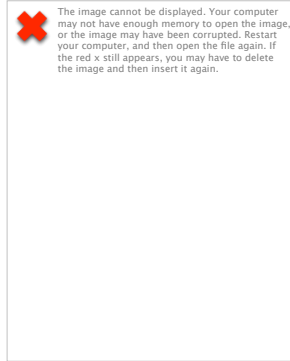 The image cannot be displayed. Your computer
may not have enough memory to open the image,
or the image may have been corrupted. Restart
your computer, and then open the file again. If
the red x still appears, you may have to delete
the image and then insert it again.